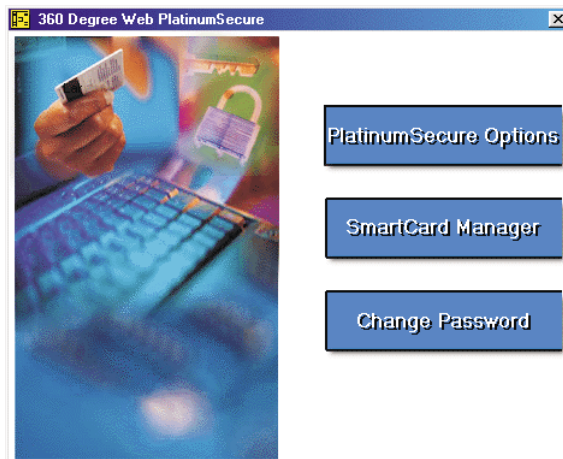 360 Degree Web PlatinumSecure
PlatinumSecure Options
SmartCard Manager
Change Password